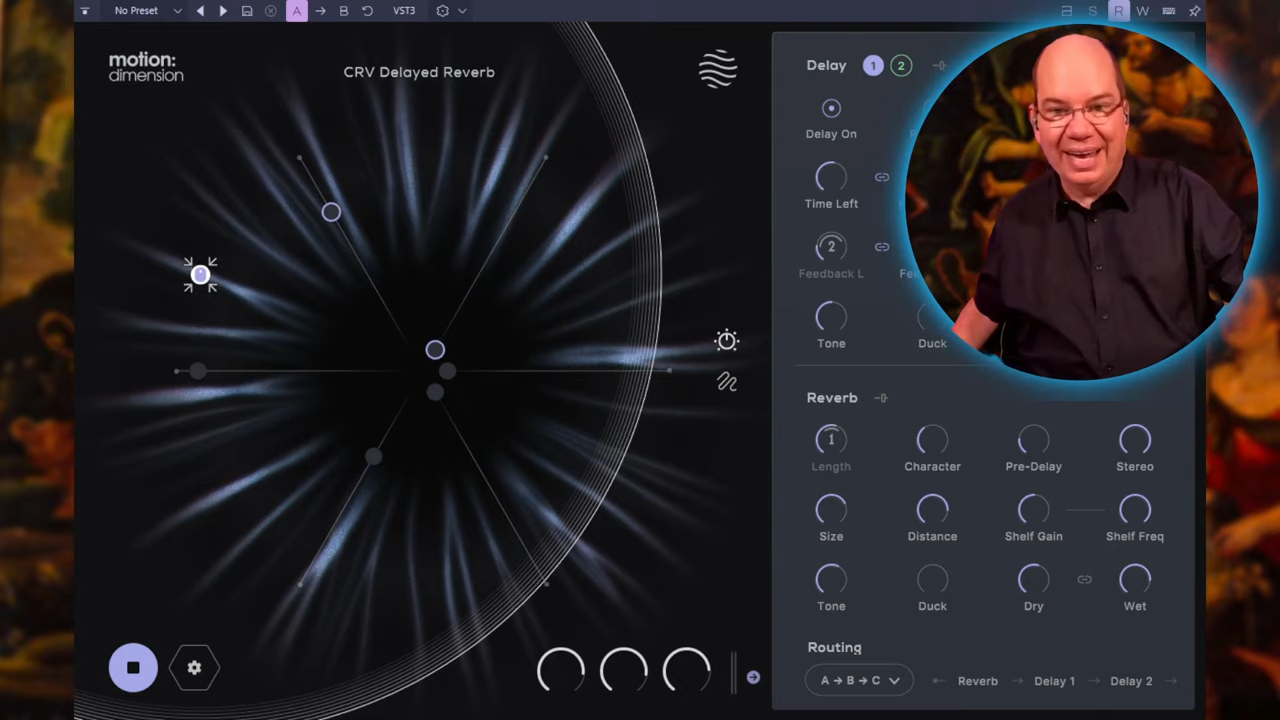 No Preset
A
B
VST3
S
R
W
motion:
dimension
CRV Delayed Reverb
Delay 1 2
Delay On
Time Left
2
Feedback L
Tone
Duck
Reverb
1
Length Character Pre-Delay Stereo
Size Distance Shelf Gain Shelf Freq
Tone Duck Dry Wet
Routing
A → B → C
Reverb → Delay 1 → Delay 2 →